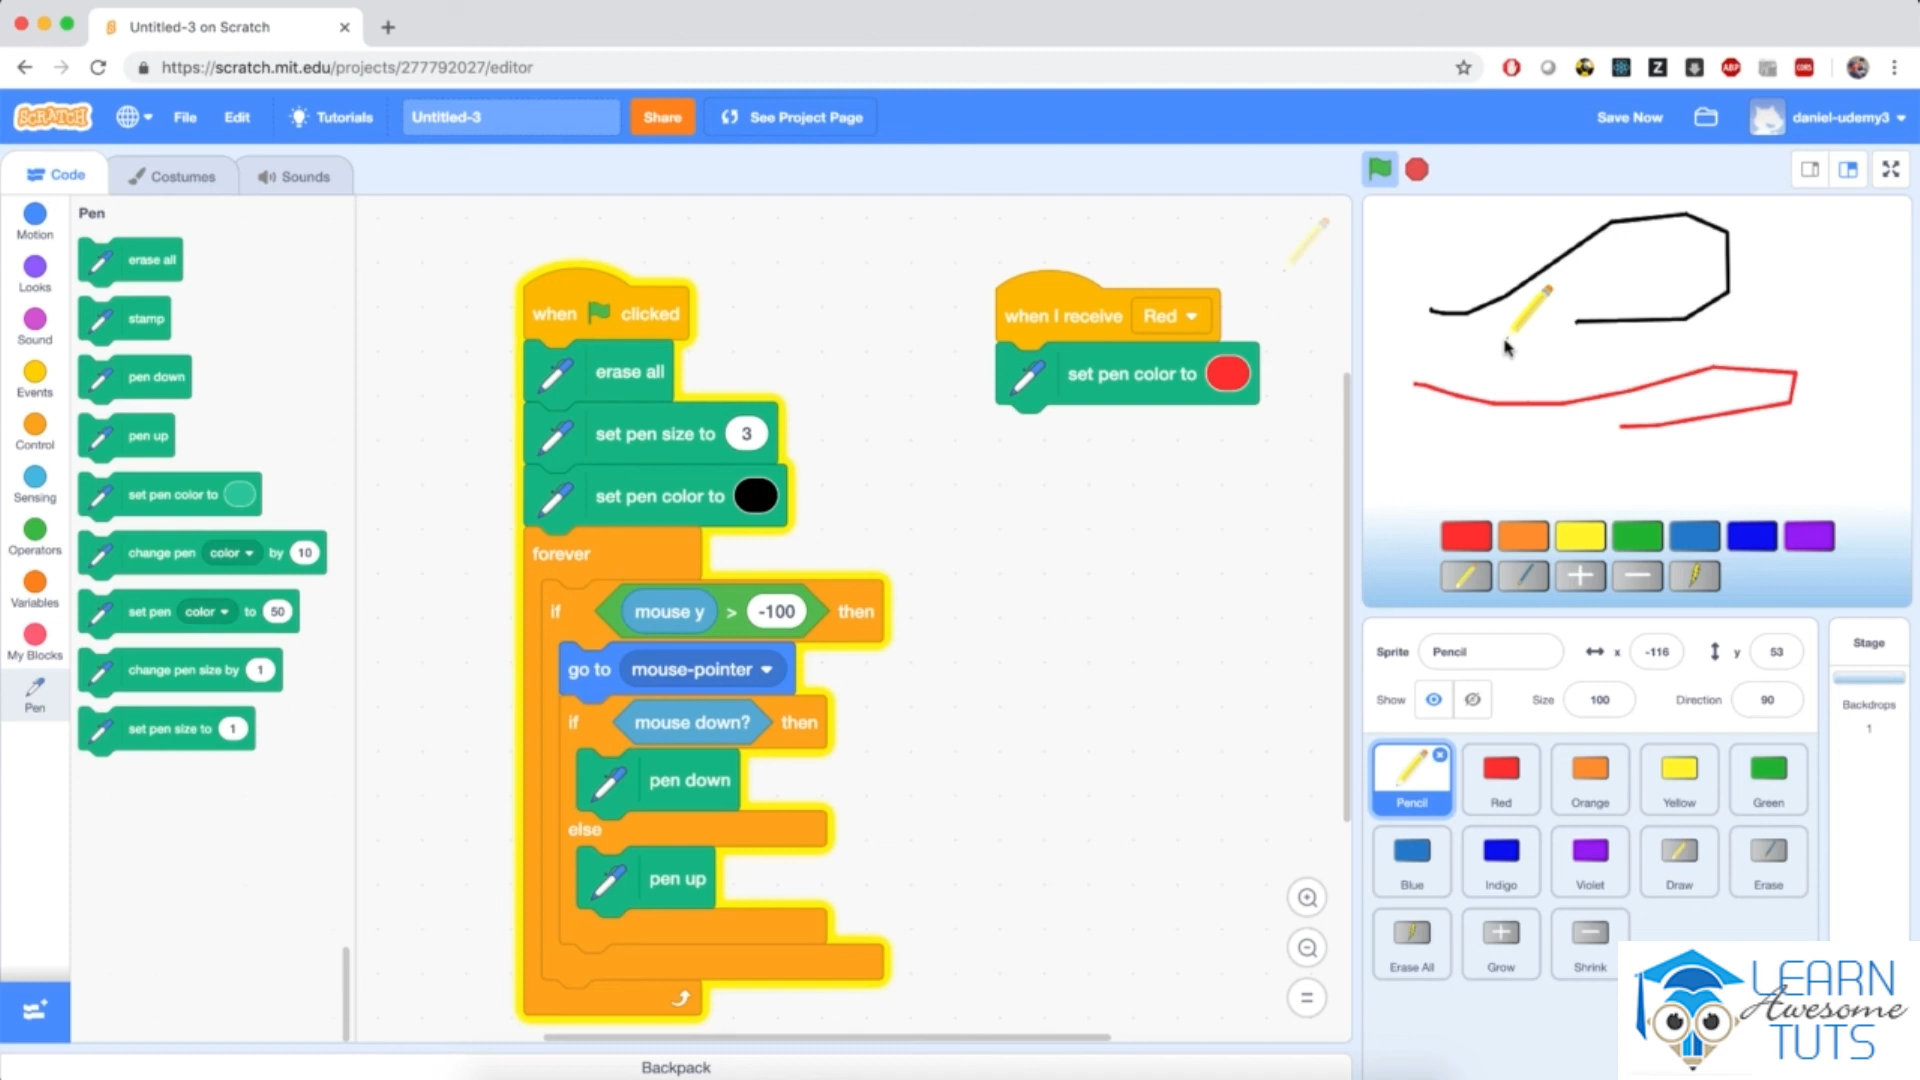 Untitled-3 on Scratch
https://scratch.mit.edu/projects/277792027/editor
Z
ABP
CORS
SCRATCH
File
Edit
Tutorials
Untitled-3
Share
See Project Page
Save Now
daniel-udemy3
Code
Costumes
Sounds
Motion
Looks
Sound
Events
Control
Sensing
Operators
Variables
My Blocks
Pen
Pen
erase all
stamp
pen down
pen up
set pen color to
change pen color by 10
set pen color to 50
change pen size by 1
set pen size to 1
when clicked
erase all
set pen size to 3
set pen color to
forever
if mouse y > -100 then
go to mouse-pointer
if mouse down? then
pen down
else
pen up
when I receive Red
set pen color to
Backpack
Sprite Pencil x -116 y 53
Show Size 100 Direction 90
Pencil
Red
Orange
Yellow
Green
Blue
Indigo
Violet
Draw
Erase
Erase All
Grow
Shrink
Stage
Backdrops
1
LEARN
Awesome
TUTS